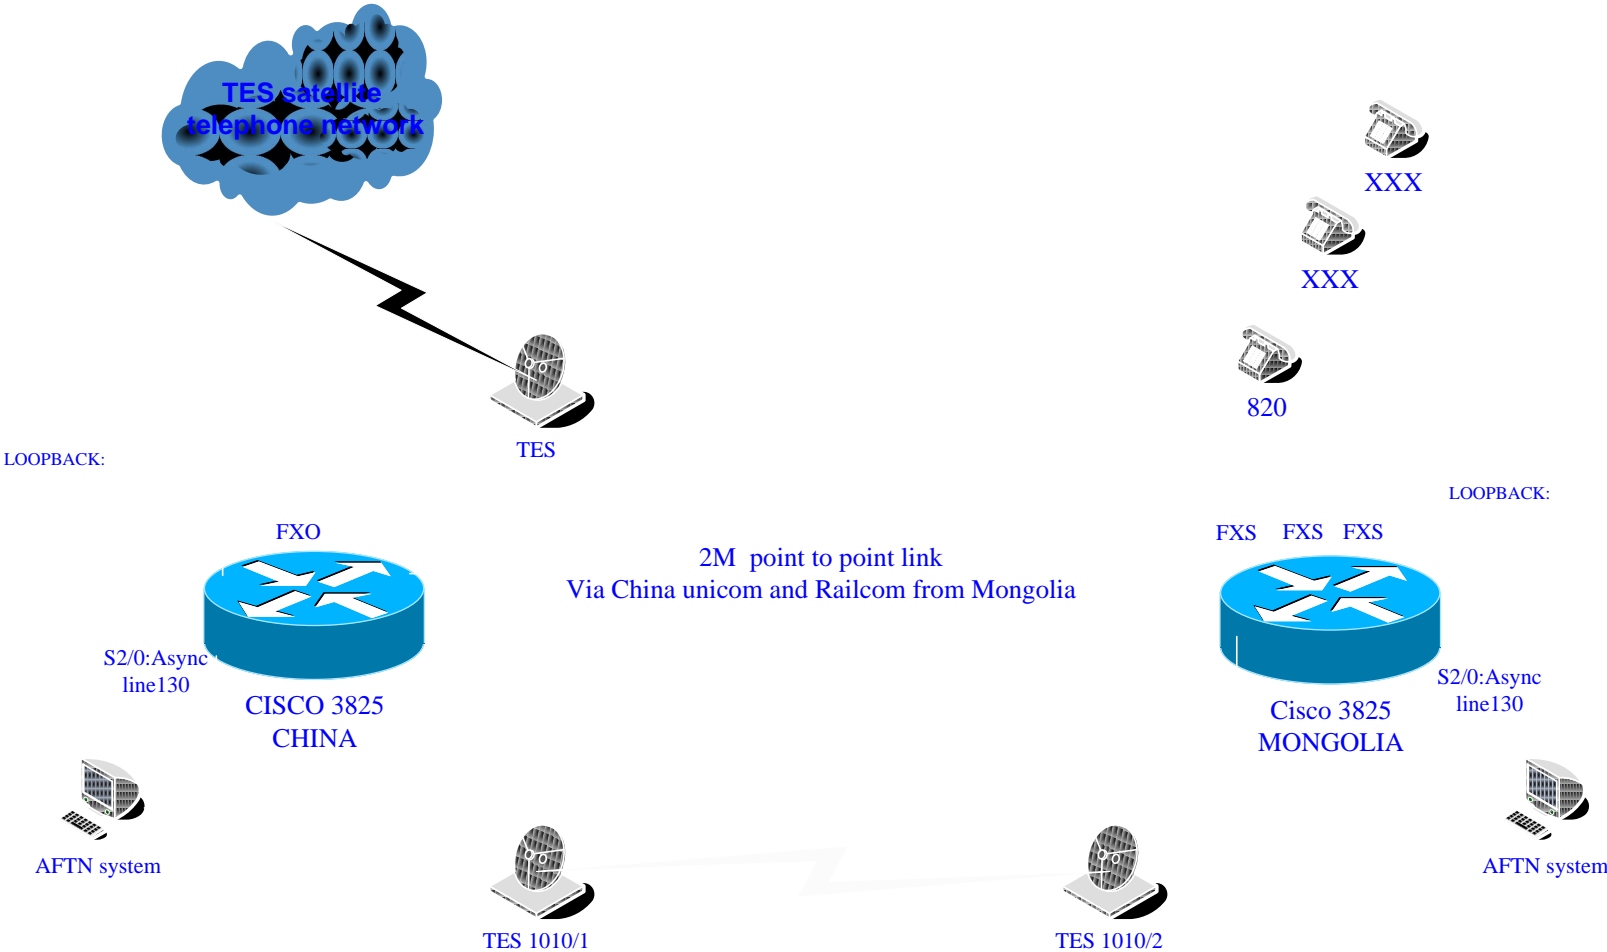 TES satellite
telephone network
XXX
XXX
820
TES
LOOPBACK:
LOOPBACK:
FXO
FXS FXS FXS
2M point to point link
Via China unicom and Railcom from Mongolia
S2/0:Async
line130
CISCO 3825
CHINA
S2/0:Async
line130
Cisco 3825
MONGOLIA
AFTN system
AFTN system
TES 1010/1
TES 1010/2